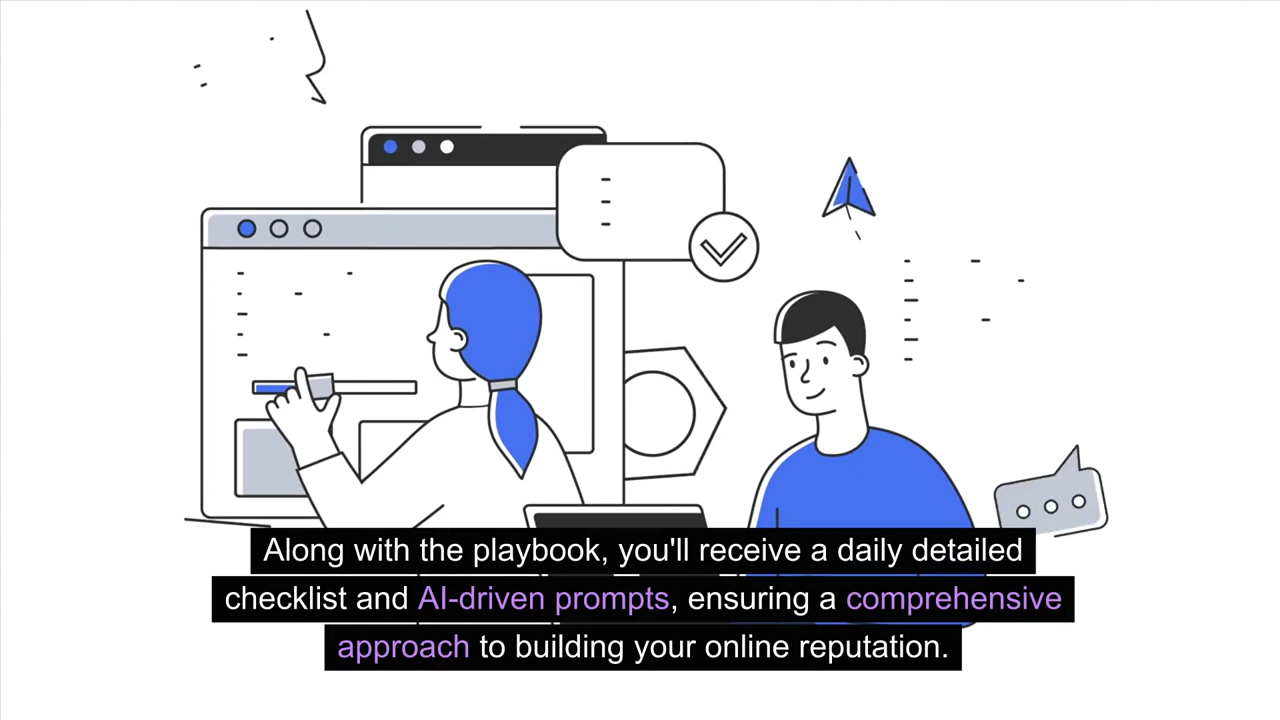 Along with the playbook, you'll receive a daily detailed
checklist and AI-driven prompts, ensuring a comprehensive
approach to building your online reputation.